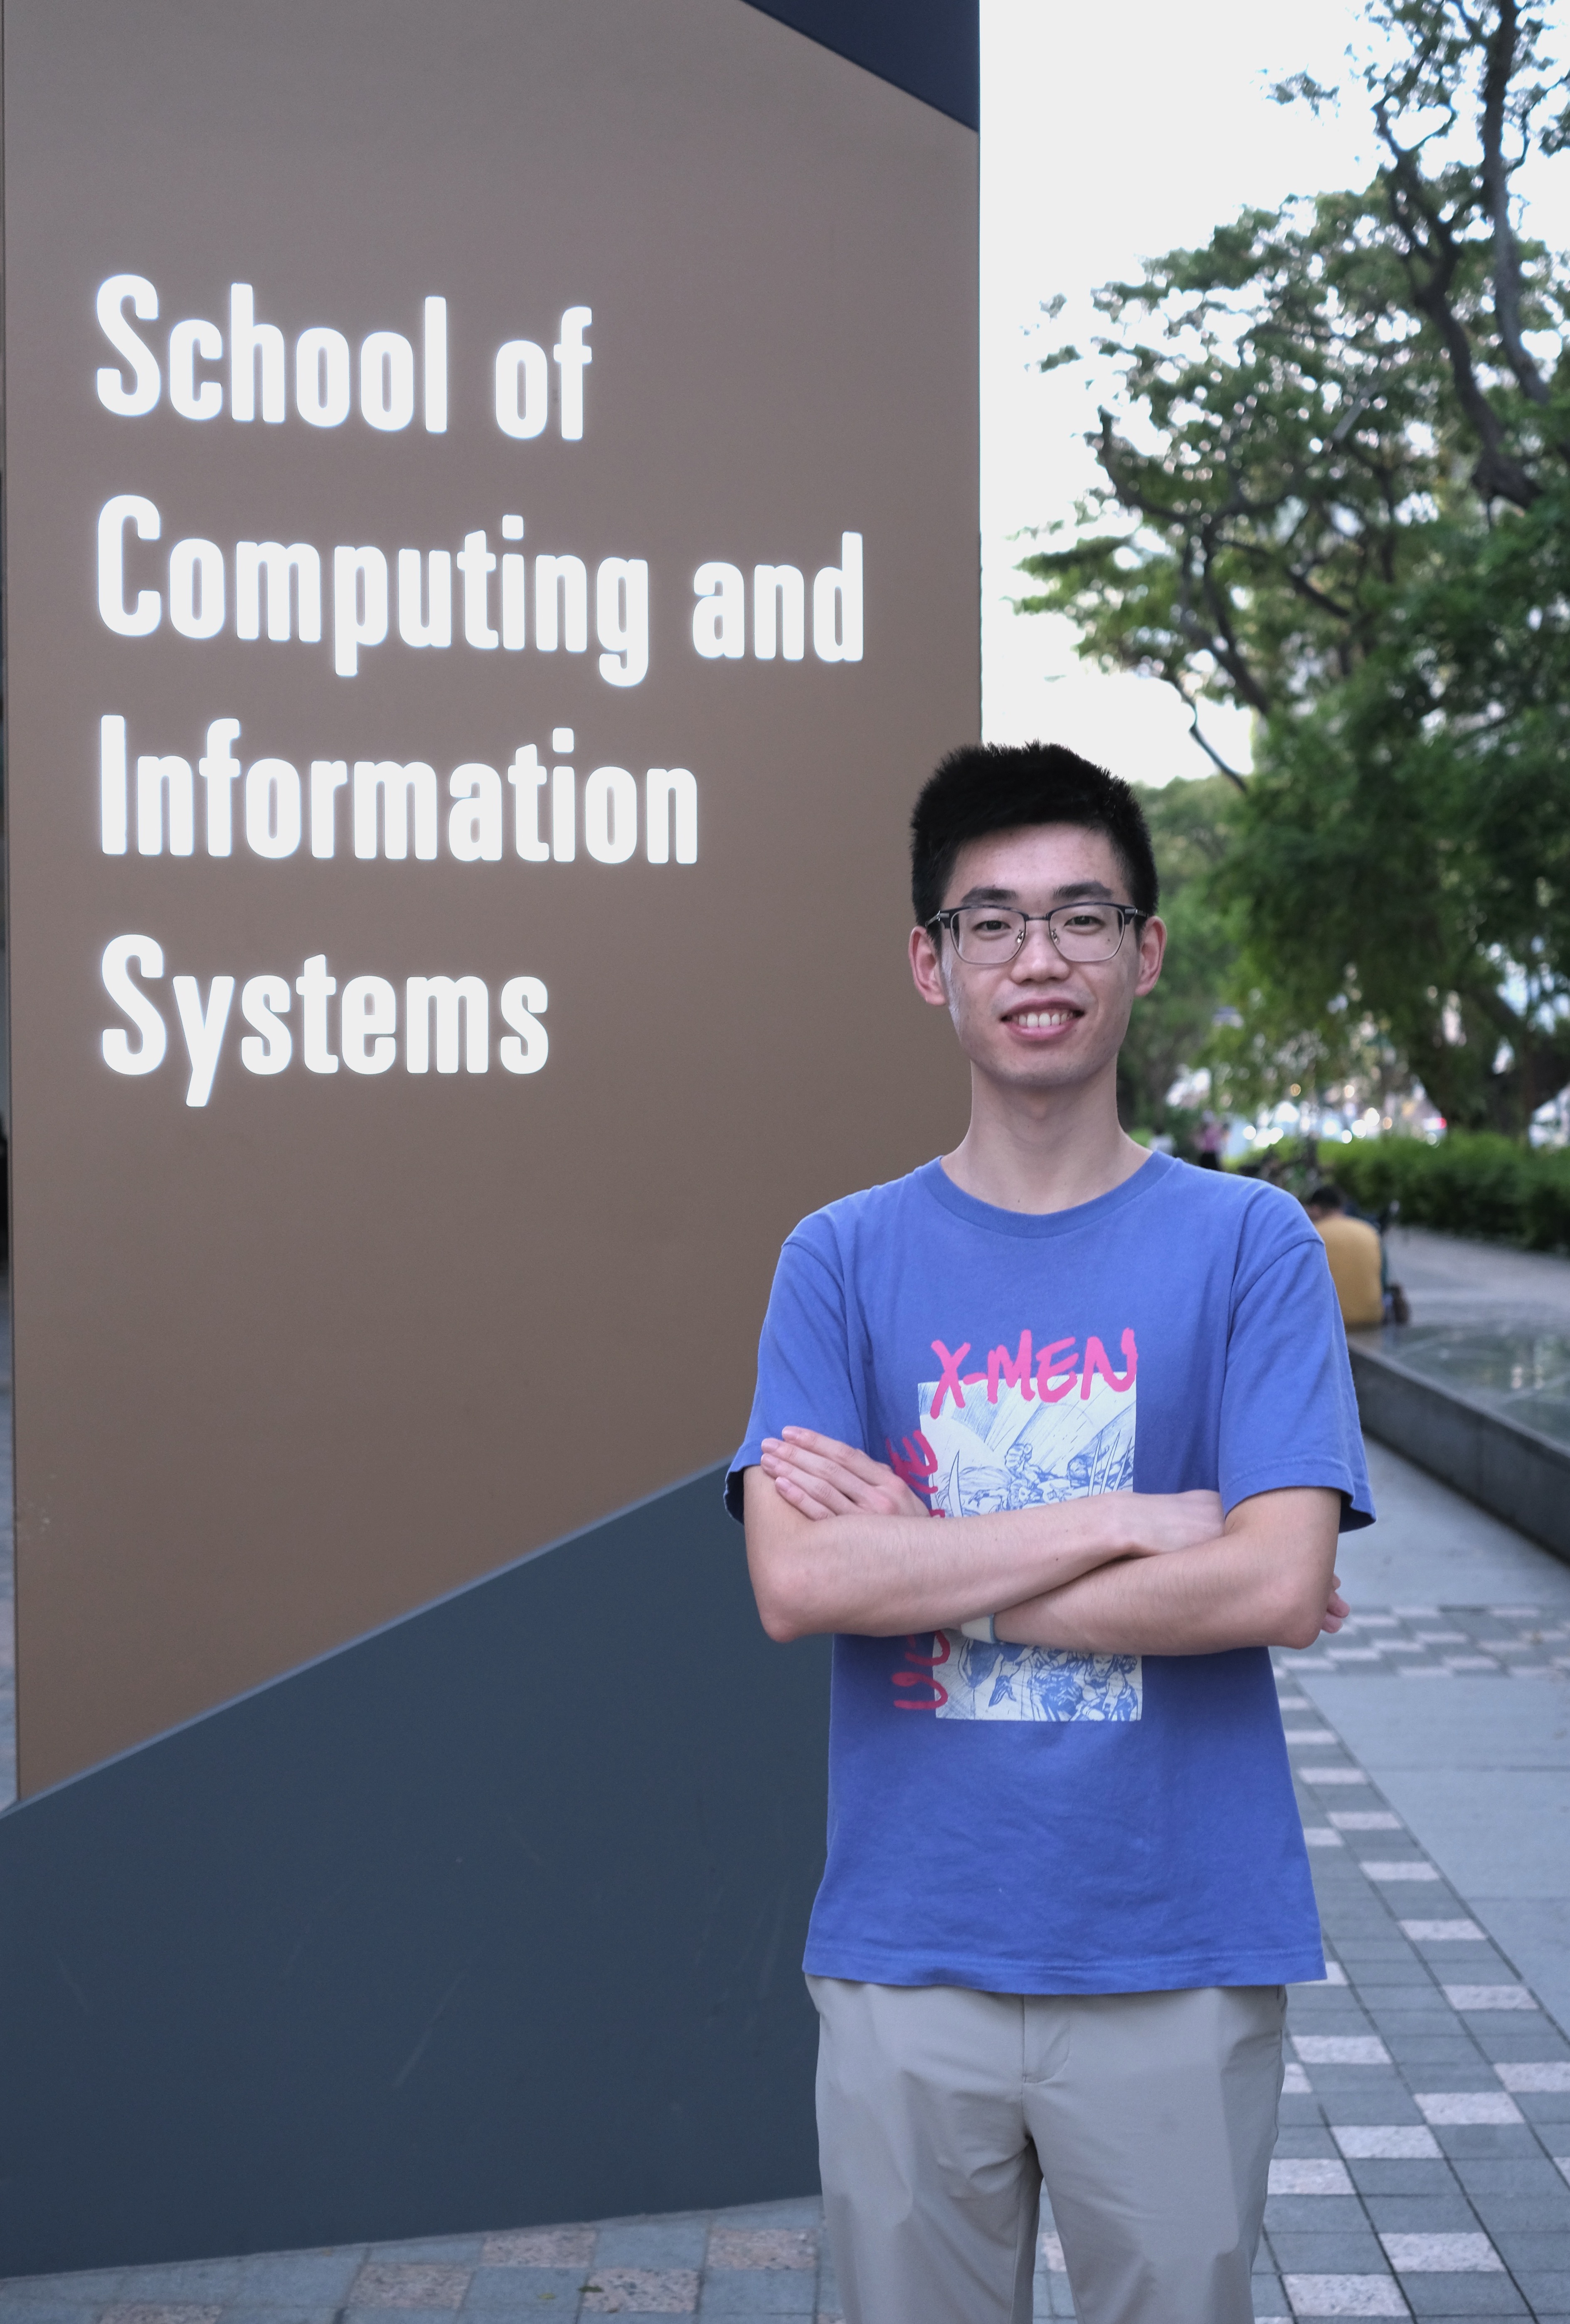 School of
Computing and
Information
Systems
X-MEN